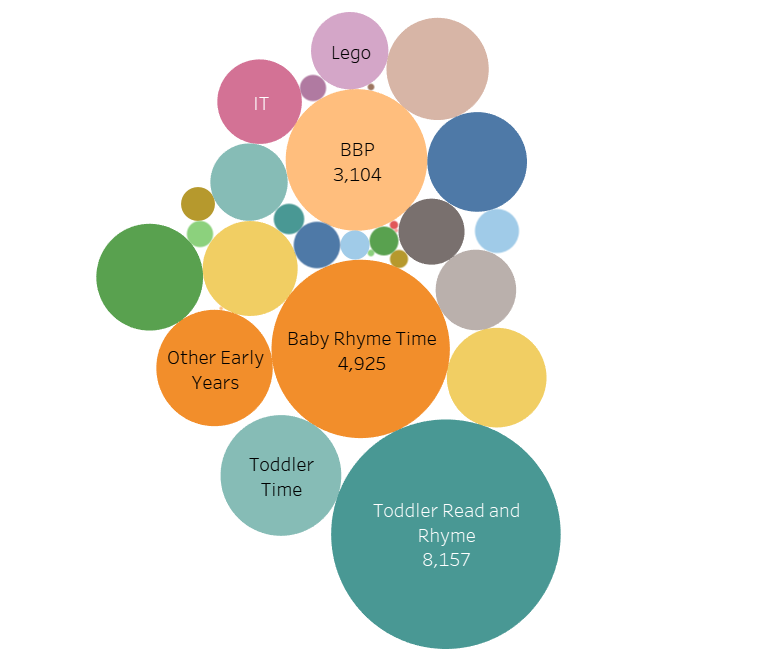 Lego
IT
BBP
3,104
Baby Rhyme Time
4,925
Other Early
Years
Toddler
Time
Toddler Read and
Rhyme
8,157